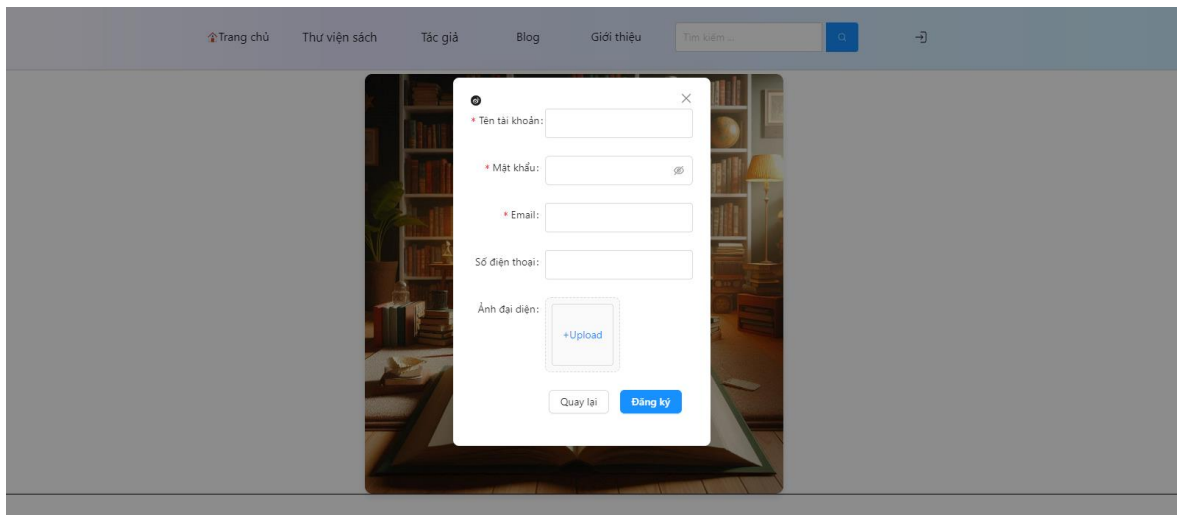 Trang chủ Thư viện sách Tác giả Blog Giới thiệu Tìm kiếm ...
* Tên tài khoản:
* Mật khẩu:
* Email:
Số điện thoại:
Ảnh đại diện:
+Upload
Quay lại Đăng ký